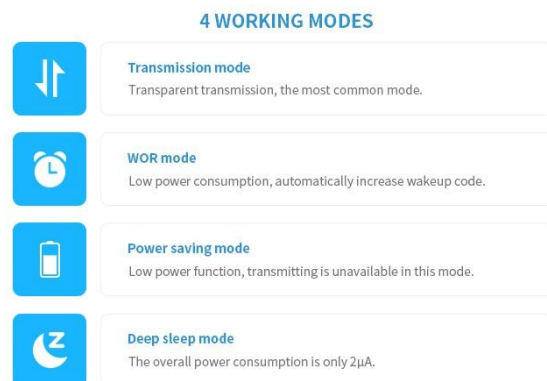 4 WORKING MODES
Transmission mode
Transparent transmission, the most common mode.
WOR mode
Low power consumption, automatically increase wakeup code.
Power saving mode
Low power function, transmitting is unavailable in this mode.
Z
Deep sleep mode
The overall power consumption is only 2μA.